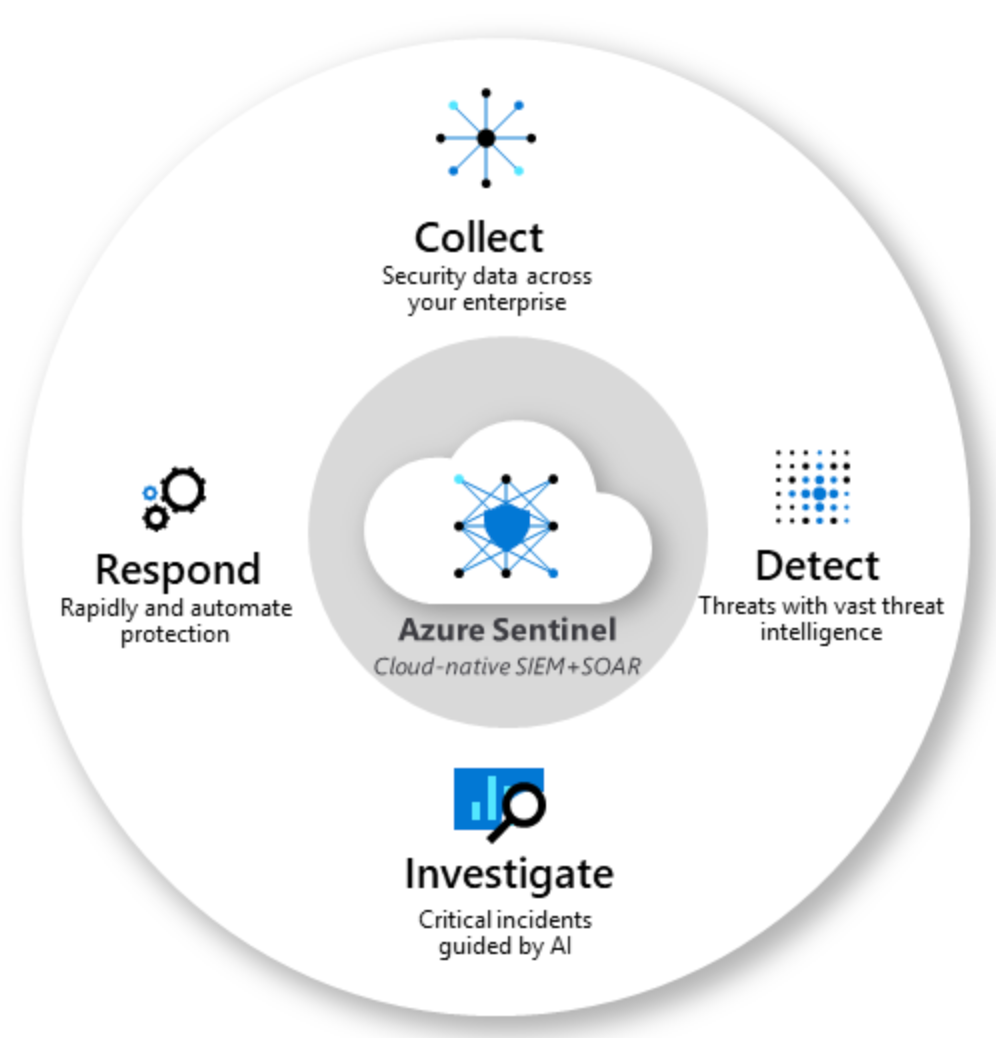 Collect
Security data across
your enterprise
Respond
Rapidly and automate
protection
Azure Sentinel
Cloud-native SIEM+SOAR
Detect
Threats with vast threat
intelligence
Investigate
Critical incidents
guided by AI